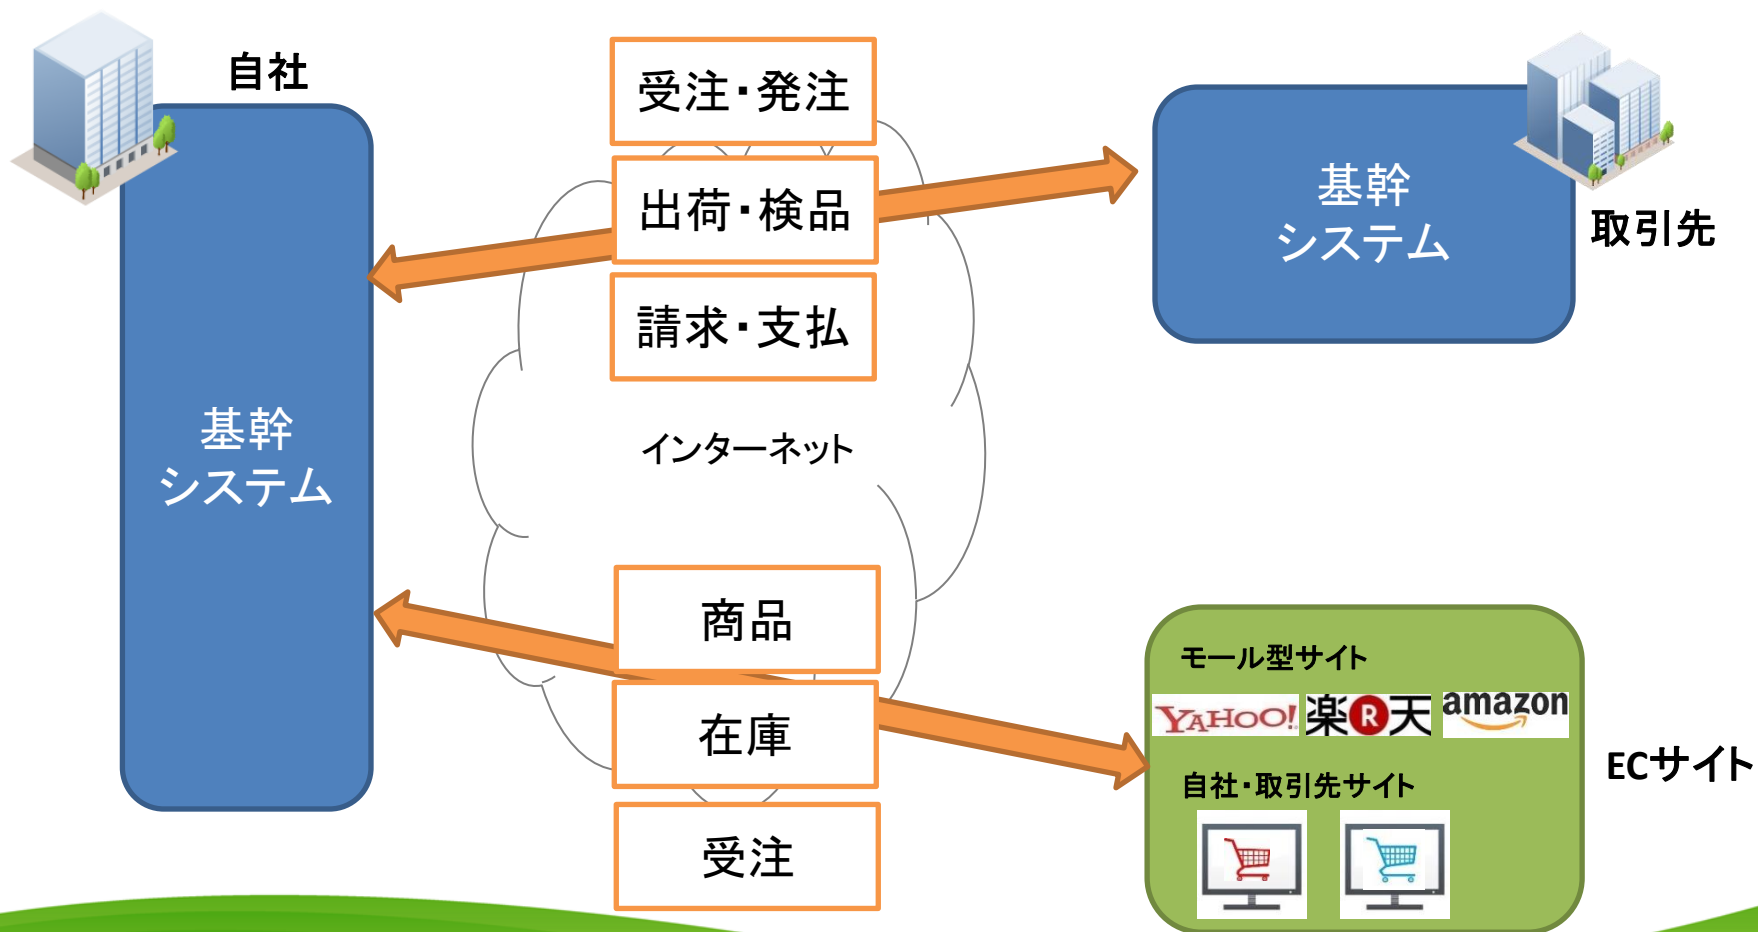 自社
基幹
システム
受注・発注
出荷・検品
請求・支払
インターネット
商品
在庫
受注
基幹
システム
取引先
モール型サイト
YAHOO! 楽R天 amazon
自社・取引先サイト
ECサイト